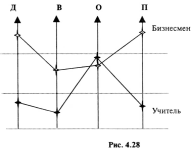 Д В О П
Бизнесмен
Учитель
Рис. 4.28